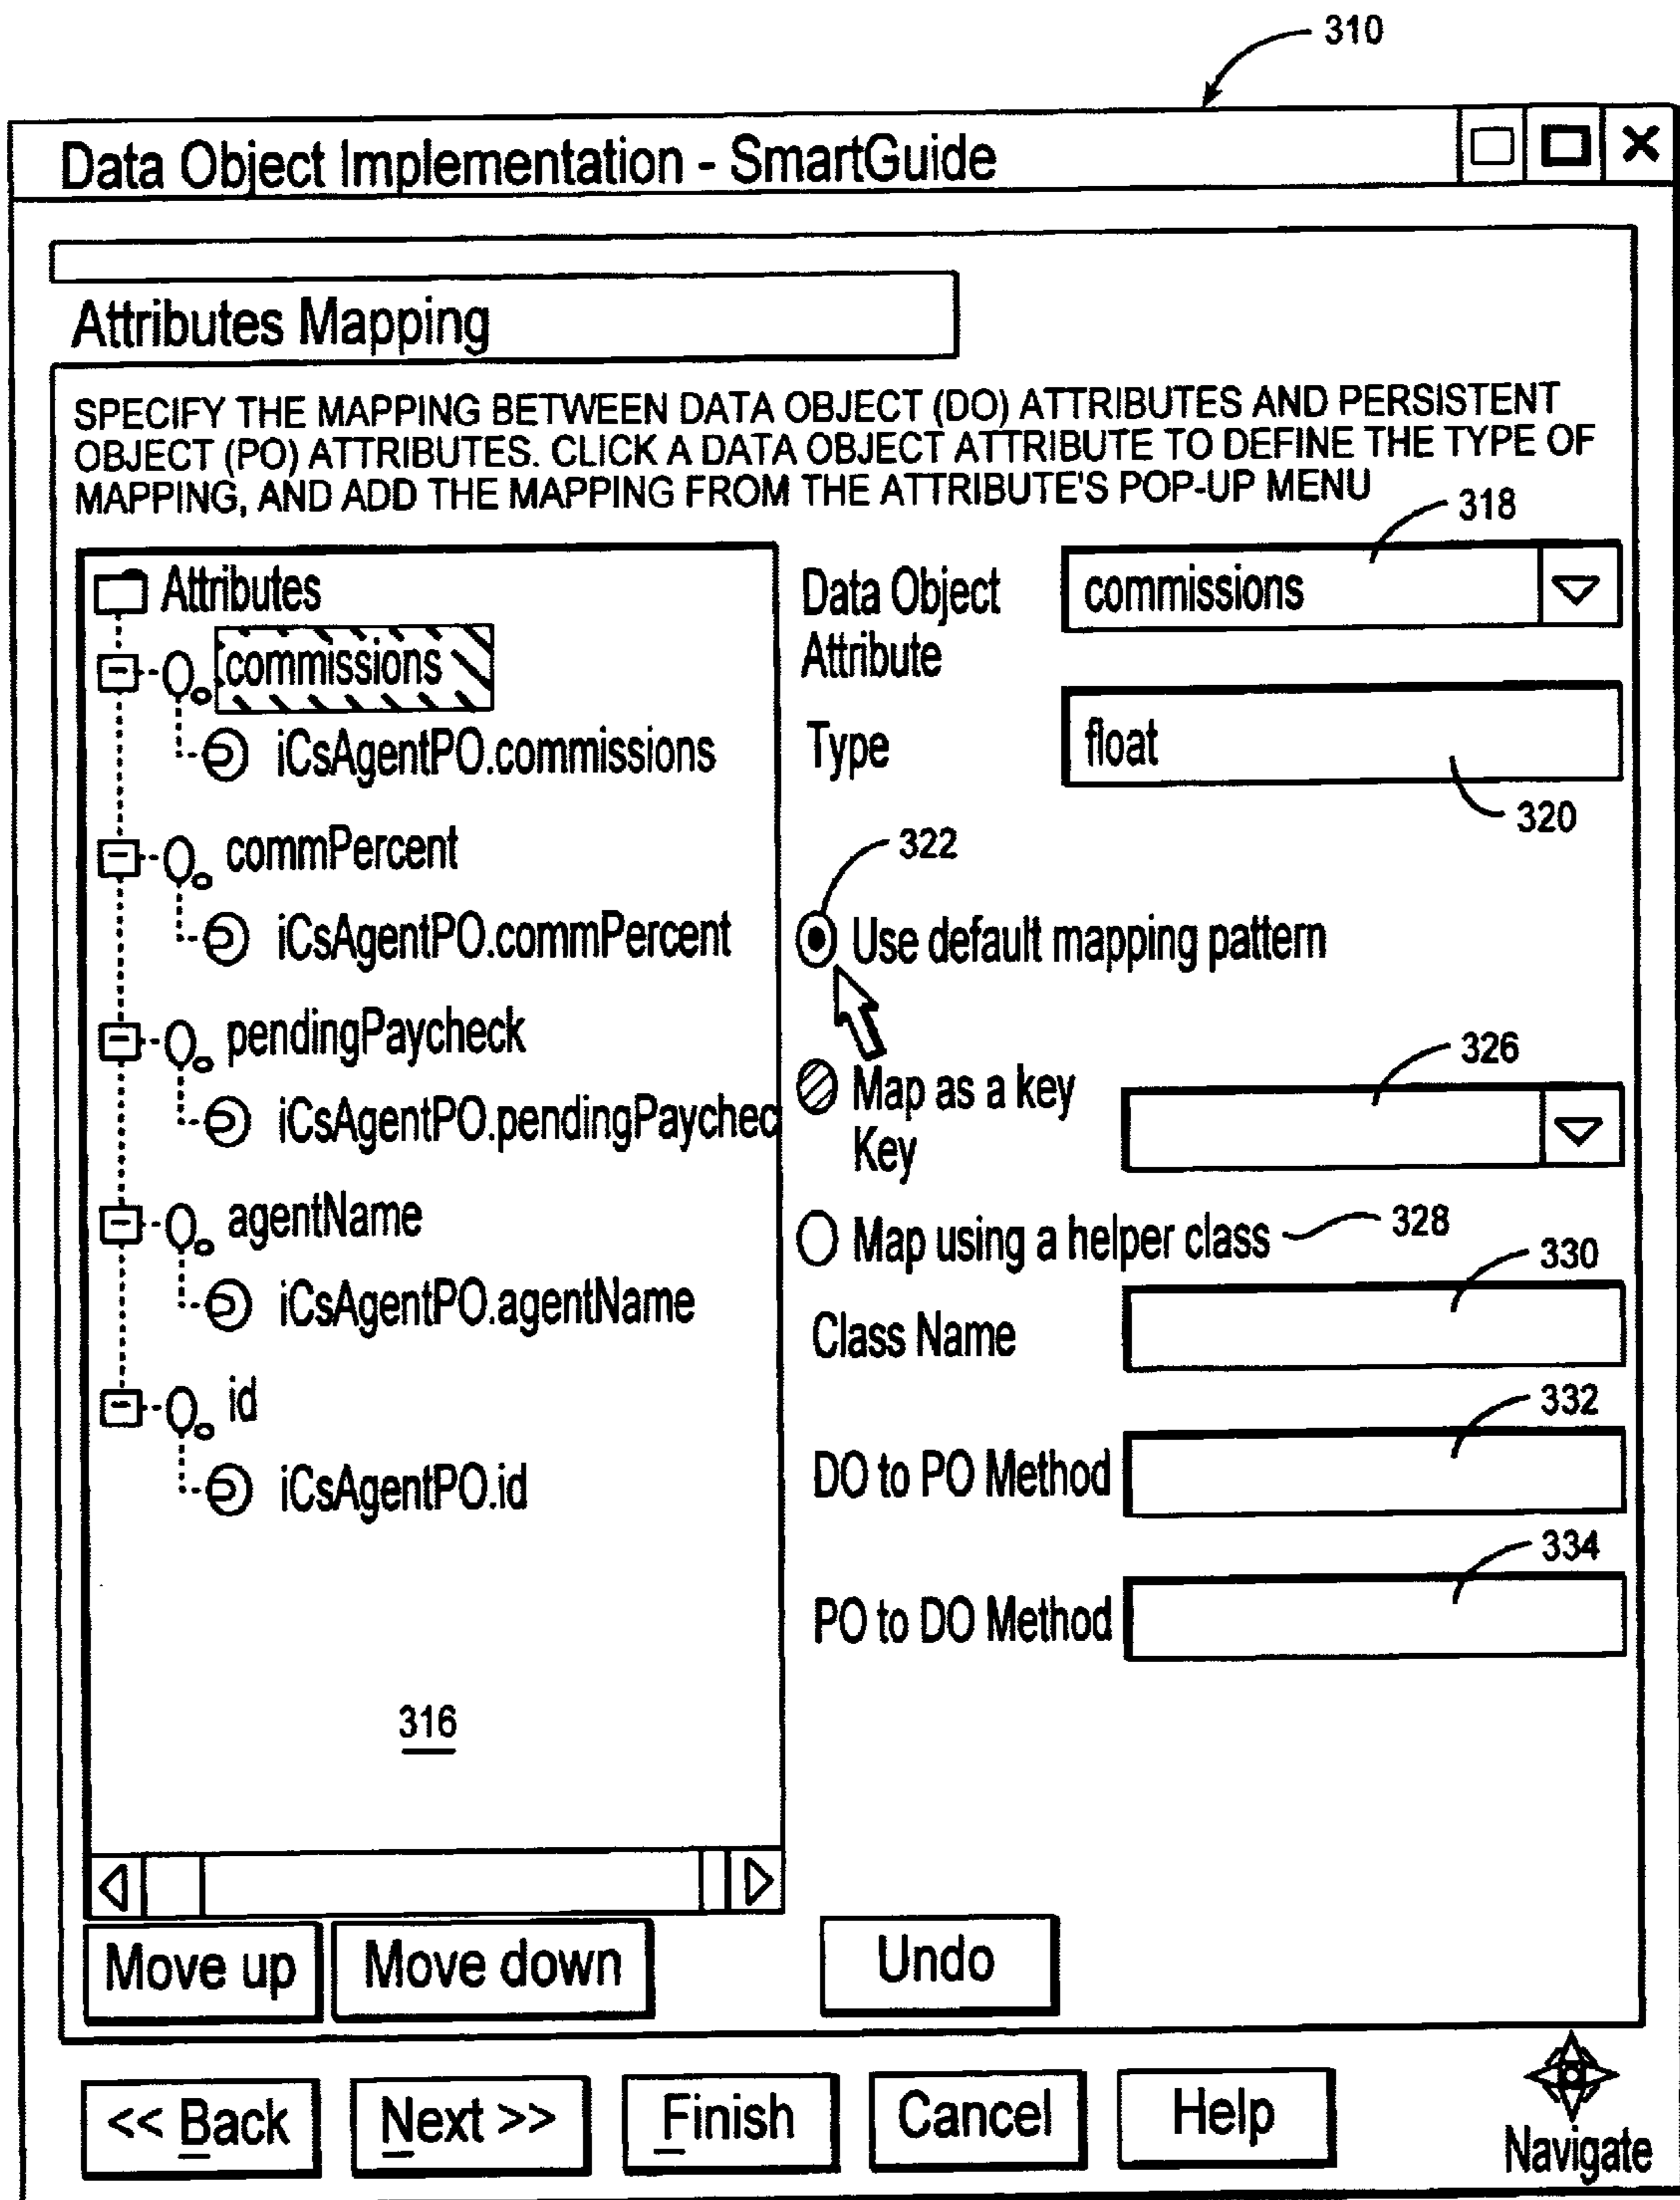 310
Data Object Implementation - SmartGuide
Attributes Mapping
SPECIFY THE MAPPING BETWEEN DATA OBJECT (DO) ATTRIBUTES AND PERSISTENT
OBJECT (PO) ATTRIBUTES. CLICK A DATA OBJECT ATTRIBUTE TO DEFINE THE TYPE OF
MAPPING, AND ADD THE MAPPING FROM THE ATTRIBUTE'S POP-UP MENU
Attributes
commissions
iCsAgentPO.commissions
commPercent
iCsAgentPO.commPercent
pendingPaycheck
iCsAgentPO.pendingPaychec
agentName
iCsAgentPO.agentName
id
iCsAgentPO.id
316
Move up
Move down
318
Data Object
Attribute
commissions
Type
float
320
322
Use default mapping pattern
326
Map as a key
Key
Map using a helper class
328
330
Class Name
332
DO to PO Method
334
PO to DO Method
Undo
<< Back
Next >>
Finish
Cancel
Help
Navigate